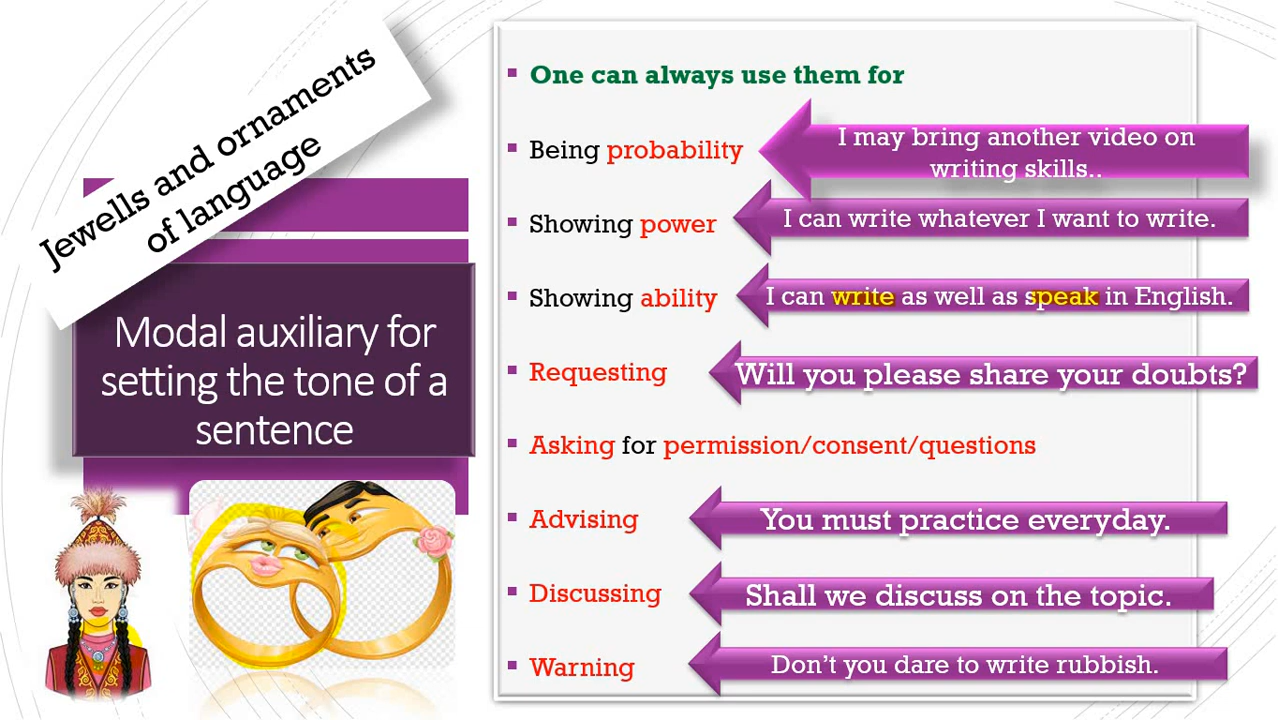 Jewells and ornaments
of language
Modal auxiliary for
setting the tone of a
sentence
One can always use them for
Being probability
I may bring another video on
writing skills..
Showing power
I can write whatever I want to write.
Showing ability
I can write as well as speak in English.
Requesting
Will you please share your doubts?
Asking for permission/consent/questions
Advising
You must practice everyday.
Discussing
Shall we discuss on the topic.
Warning
Don't you dare to write rubbish.